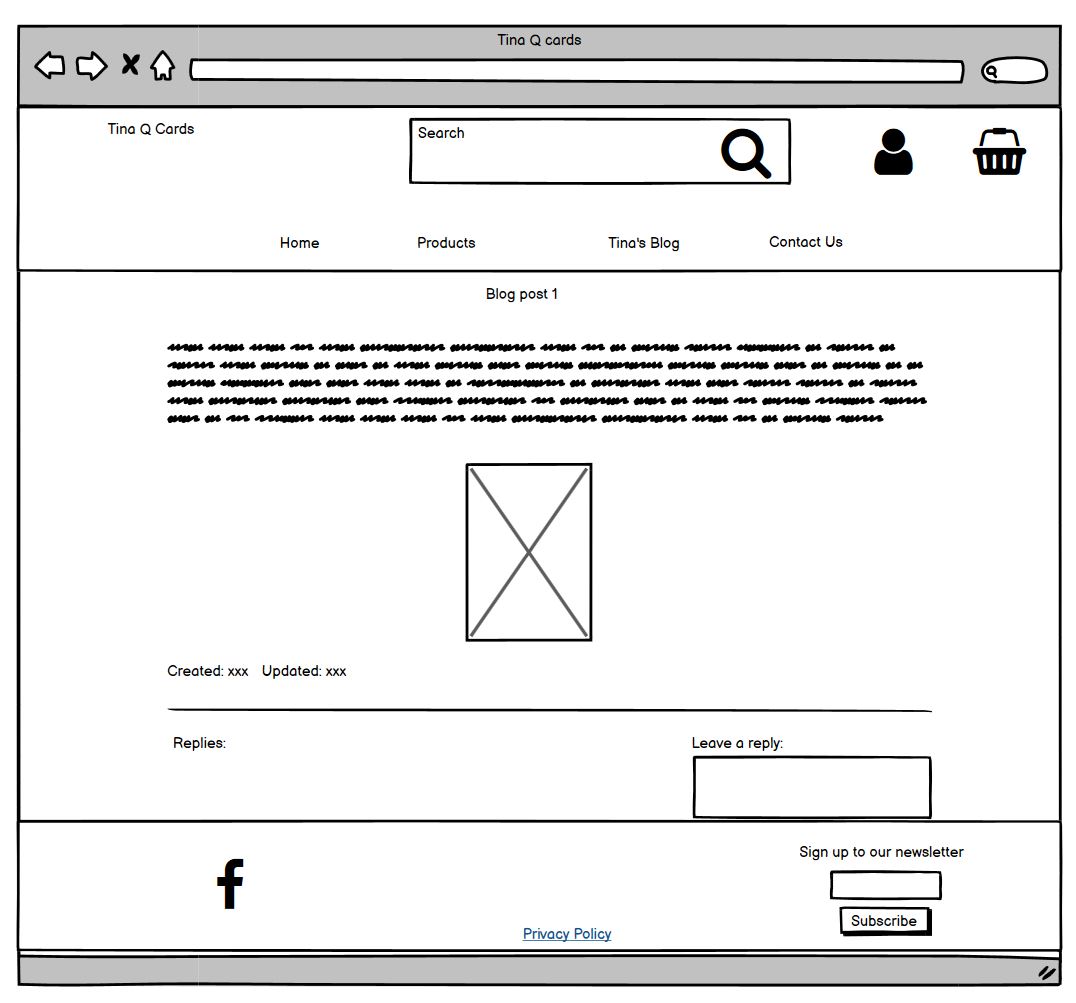 Tina Q cards
Tina Q Cards
Search
Home Products Tina's Blog Contact Us
Blog post 1
Created: xxx Updated: xxx
Replies: Leave a reply:
Sign up to our newsletter
Subscribe
Privacy Policy